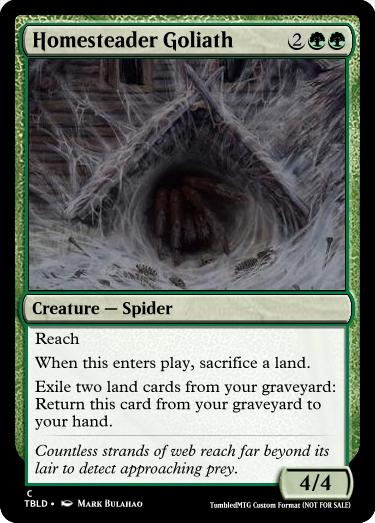 Homesteader Goliath 2
Creature — Spider
Reach
When this enters play, sacrifice a land.
Exile two land cards from your graveyard:
Return this card from your graveyard to
your hand.
Countless strands of web reach far beyond its
lair to detect approaching prey.
4/4
C
TBLD • Mark Bulahao
TumbledMTG Custom Format (NOT FOR SALE)